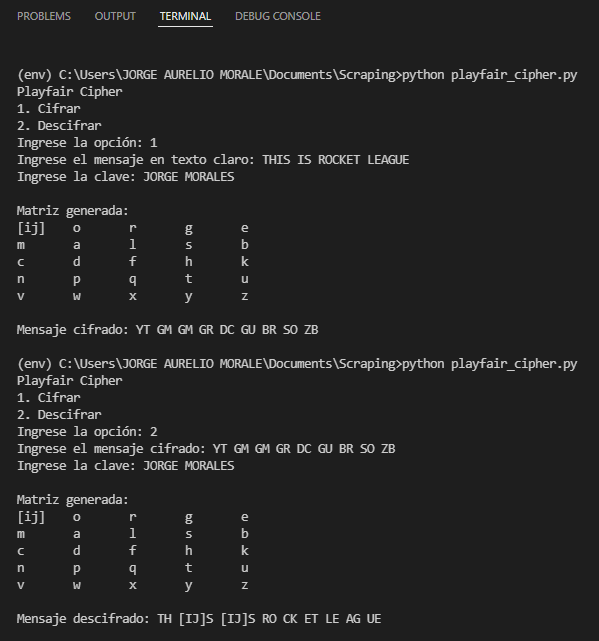 PROBLEMS OUTPUT TERMINAL DEBUG CONSOLE
(env) C:\Users\JORGE AURELIO MORALE\Documents\Scraping>python playfair_cipher.py
Playfair Cipher
1. Cifrar
2. Descifrar
Ingrese la opción: 1
Ingrese el mensaje en texto claro: THIS IS ROCKET LEAGUE
Ingrese la clave: JORGE MORALES
Matriz generada:
[ij] o r g e
m a l s b
c d f h k
n p q t u
v w x y z
Mensaje cifrado: YT GM GM GR DC GU BR SO ZB
(env) C:\Users\JORGE AURELIO MORALE\Documents\Scraping>python playfair_cipher.py
Playfair Cipher
1. Cifrar
2. Descifrar
Ingrese la opción: 2
Ingrese el mensaje cifrado: YT GM GM GR DC GU BR SO ZB
Ingrese la clave: JORGE MORALES
Matriz generada:
[ij] o r g e
m a l s b
c d f h k
n p q t u
v w x y z
Mensaje descifrado: TH [IJ]S [IJ]S RO CK ET LE AG UE